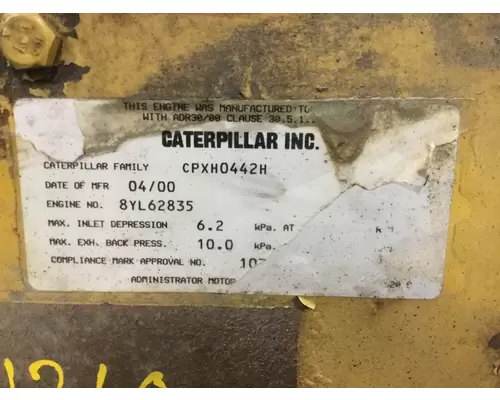 THIS ENGINE WAS MANUFACTURED
WITH ADR30/00 CLAUSE 30.5.1..
CATERPILLAR INC.
CATERPILLAR FAMILY CPXH0442H
DATE OF MFR 04/00
ENGINE NO. 8YL62835
MAX. INLET DEPRESSION 6.2 kPa. AT
MAX. EXH. BACK PRESS. 10.0 kPa.
COMPLIANCE MARK APPROVAL NO.
ADMINISTRATOR MOTOR